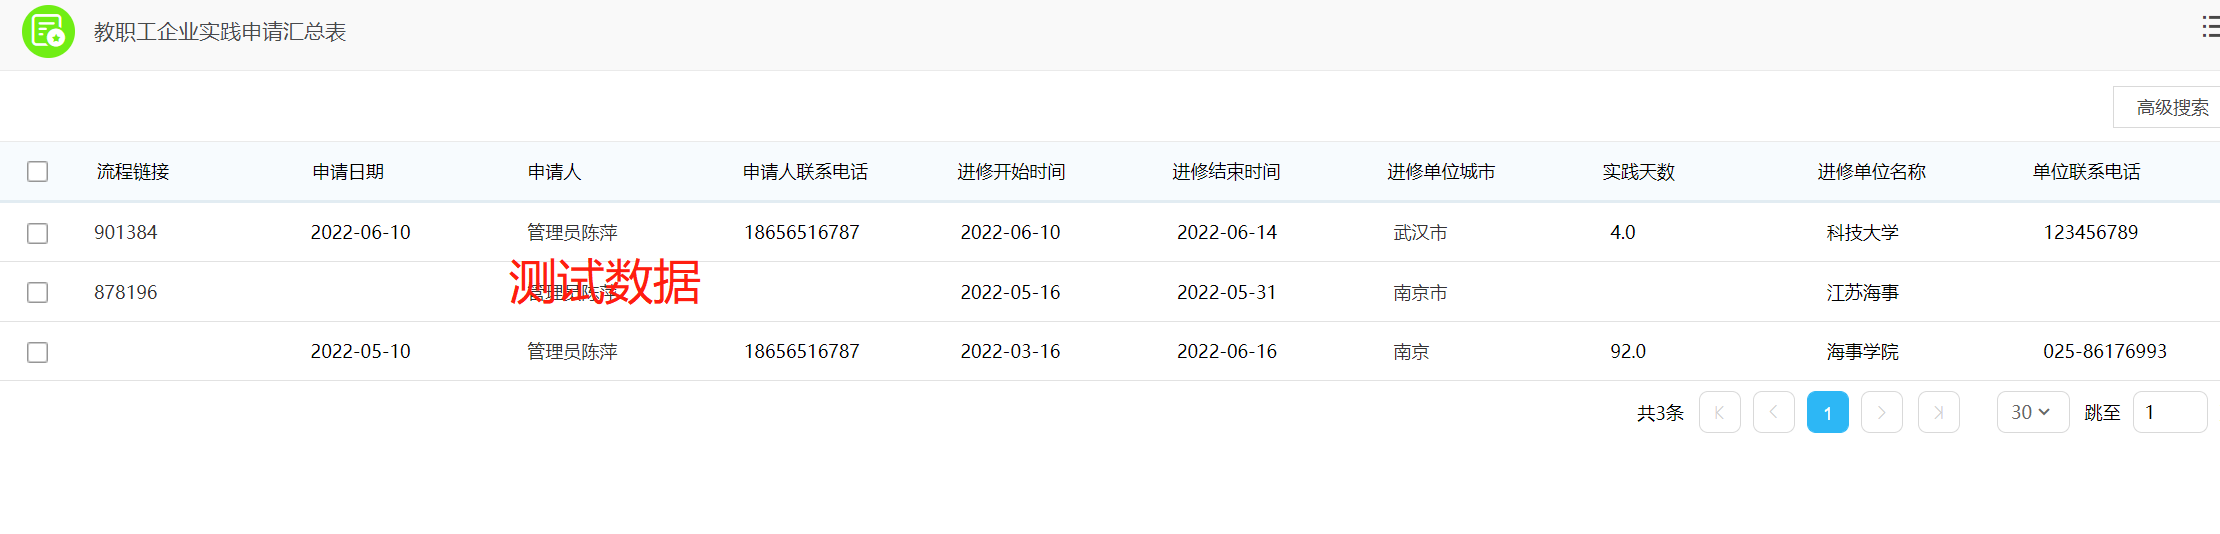 教职工企业实践申请汇总表
高级搜索
流程链接 申请日期 申请人 申请人联系电话 进修开始时间 进修结束时间 进修单位城市 实践天数 进修单位名称 单位联系电话
901384 2022-06-10 管理员陈萍 18656516787 2022-06-10 2022-06-14 武汉市 4.0 科技大学 123456789
测试数据
878196 管理员陈萍 2022-05-16 2022-05-31 南京市 江苏海事
2022-05-10 管理员陈萍 18656516787 2022-03-16 2022-06-16 南京 92.0 海事学院 025-86176993
共3条 1 30 跳至 1